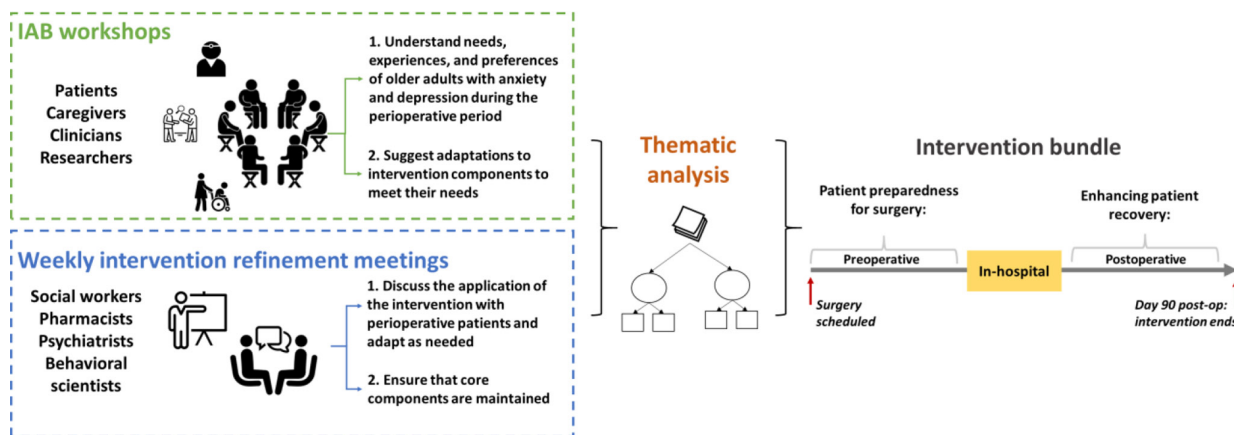 IAB workshops
Patients
Caregivers
Clinicians
Researchers
1. Understand needs,
experiences, and preferences
of older adults with anxiety
and depression during the
perioperative period
2. Suggest adaptations to
intervention components to
meet their needs
Weekly intervention refinement meetings
Social workers
Pharmacists
Psychiatrists
Behavioral
scientists
1. Discuss the application of
the intervention with
perioperative patients and
adapt as needed
2. Ensure that core
components are maintained
Thematic
analysis
Intervention bundle
Patient preparedness
for surgery:
Enhancing patient
recovery:
Preoperative
In-hospital
Postoperative
Surgery
scheduled
Day 90 post-op:
intervention ends